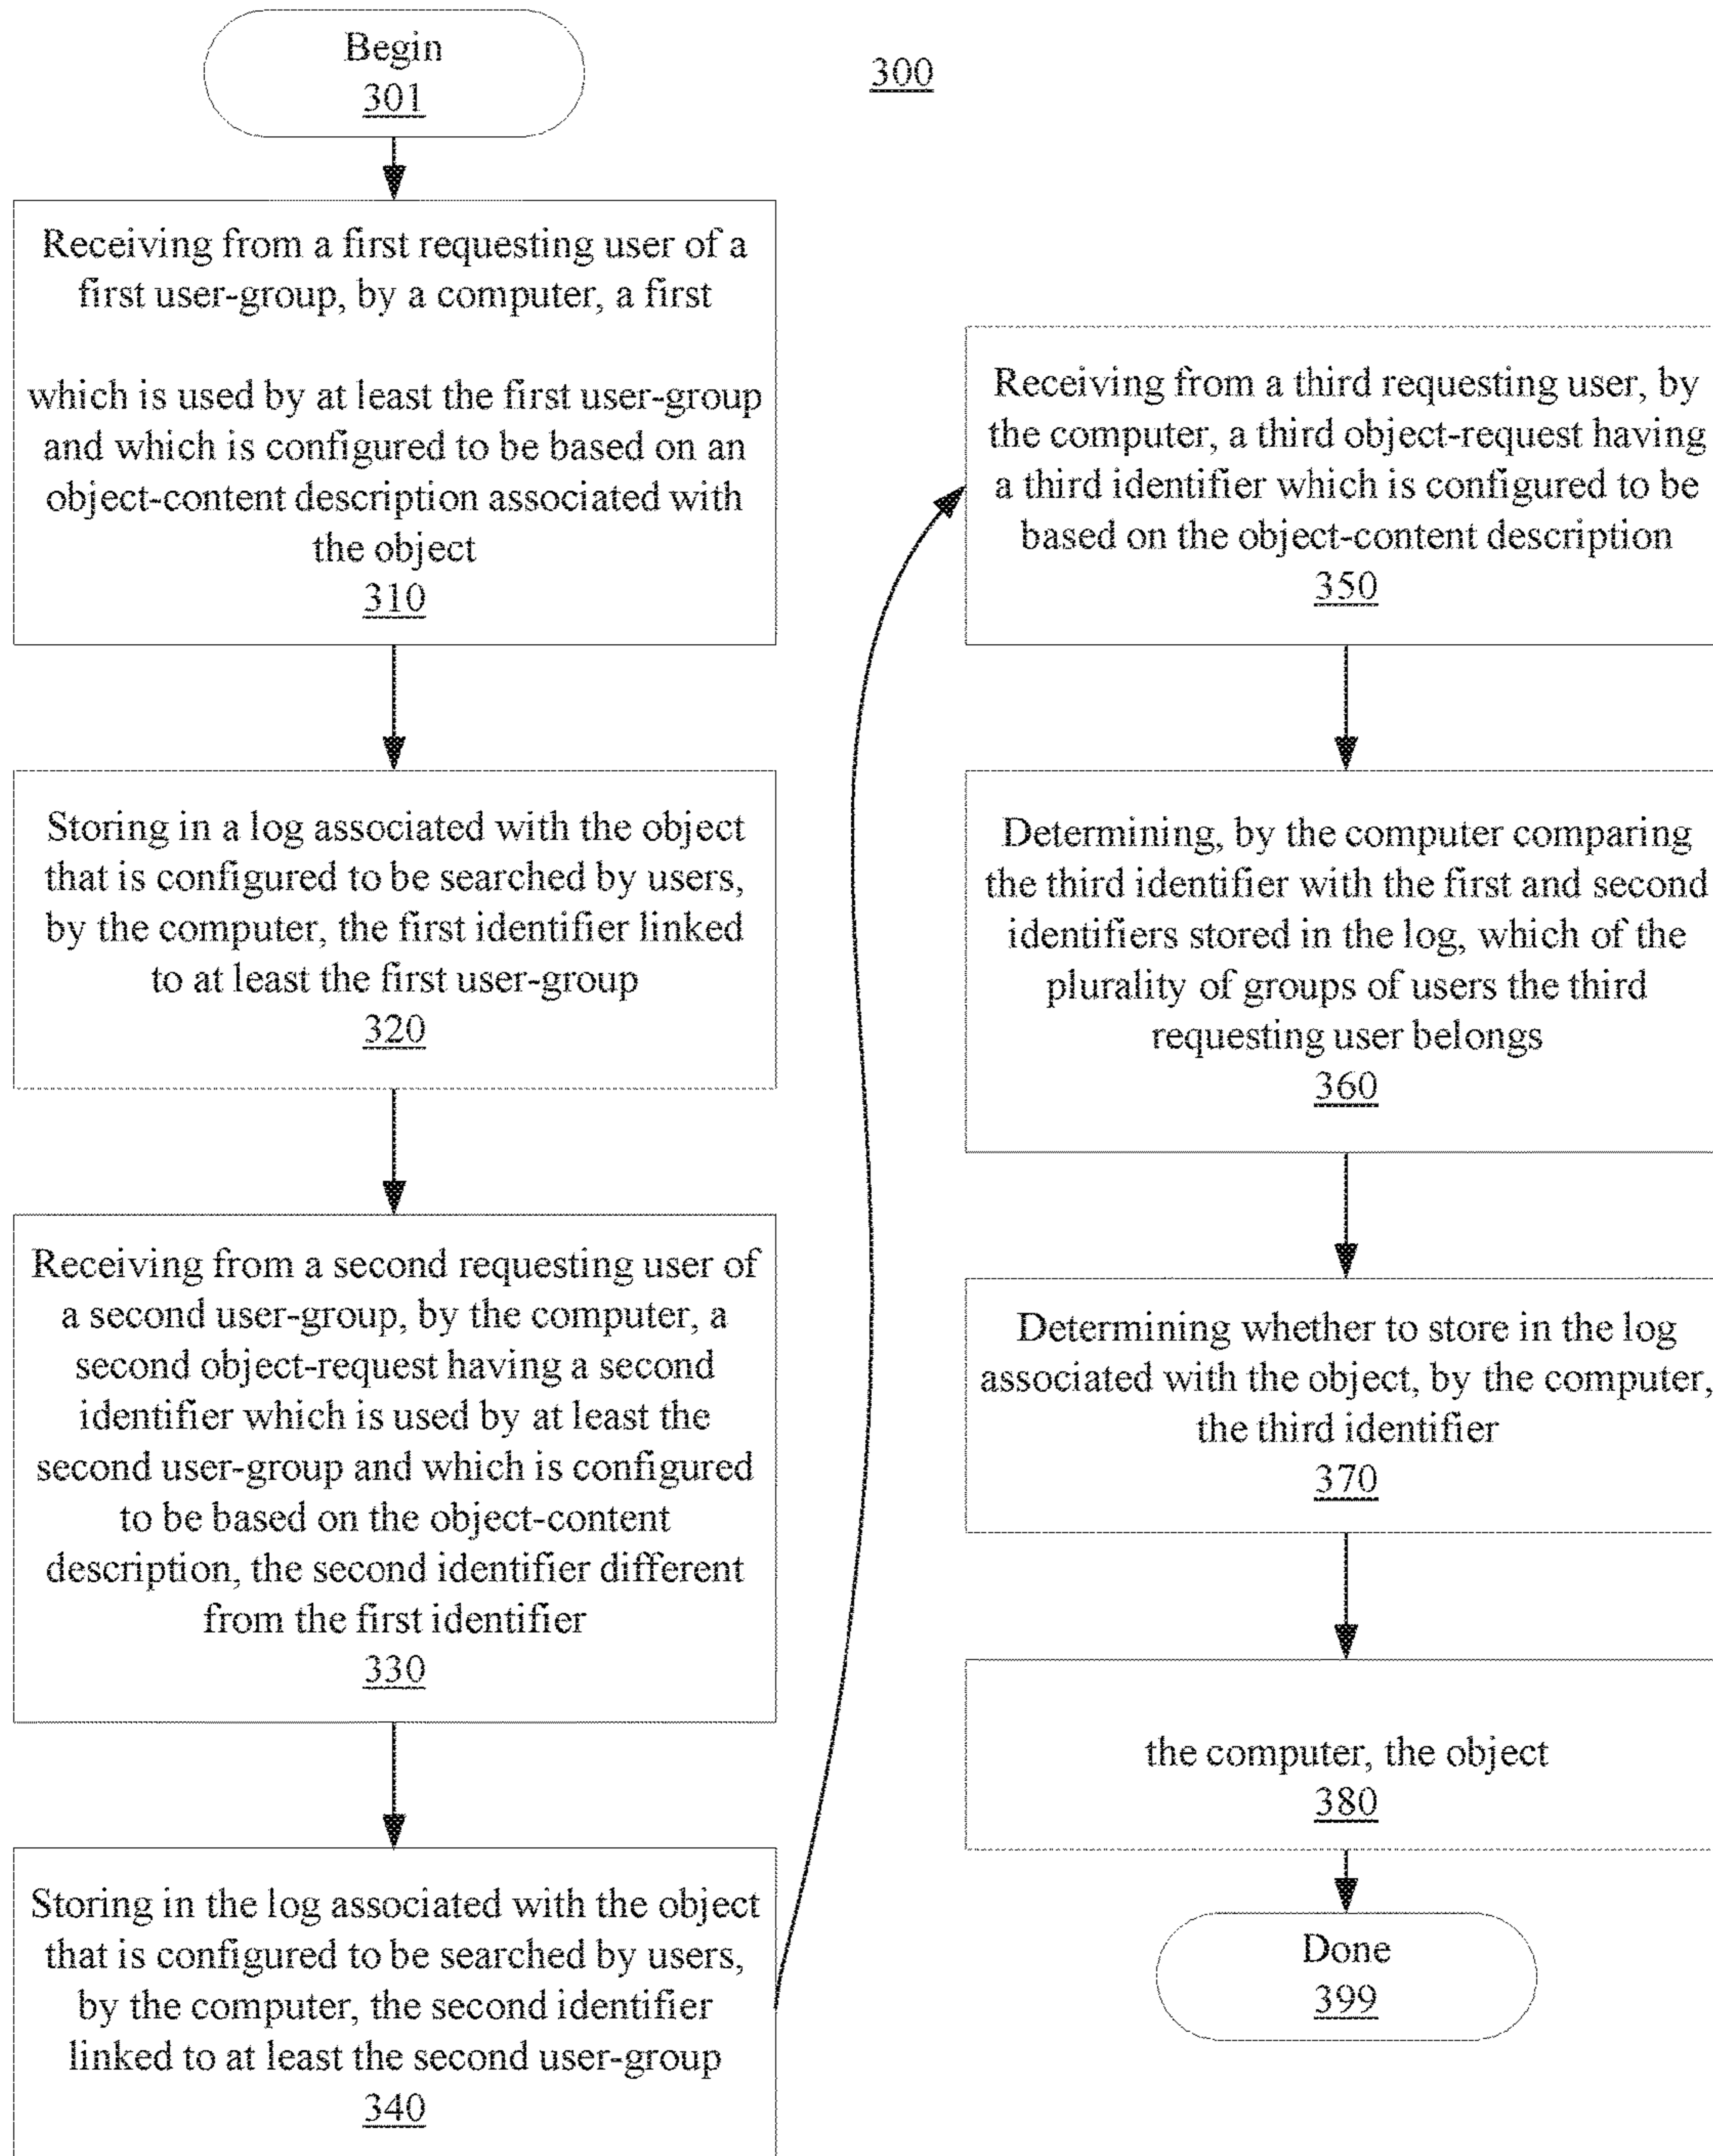 Begin
301
300
Receiving from a first requesting user of a
first user-group, by a computer, a first
which is used by at least the first user-group
and which is configured to be based on an
object-content description associated with
the object
310
Storing in a log associated with the object
that is configured to be searched by users,
by the computer, the first identifier linked
to at least the first user-group
320
Receiving from a second requesting user of
a second user-group, by the computer, a
second object-request having a second
identifier which is used by at least the
second user-group and which is configured
to be based on the object-content
description, the second identifier different
from the first identifier
330
Storing in the log associated with the object
that is configured to be searched by users,
by the computer, the second identifier
linked to at least the second user-group
340
Receiving from a third requesting user, by
the computer, a third object-request having
a third identifier which is configured to be
based on the object-content description
350
Determining, by the computer comparing
the third identifier with the first and second
identifiers stored in the log, which of the
plurality of groups of users the third
requesting user belongs
360
Determining whether to store in the log
associated with the object, by the computer,
the third identifier
370
the computer, the object
380
Done
399